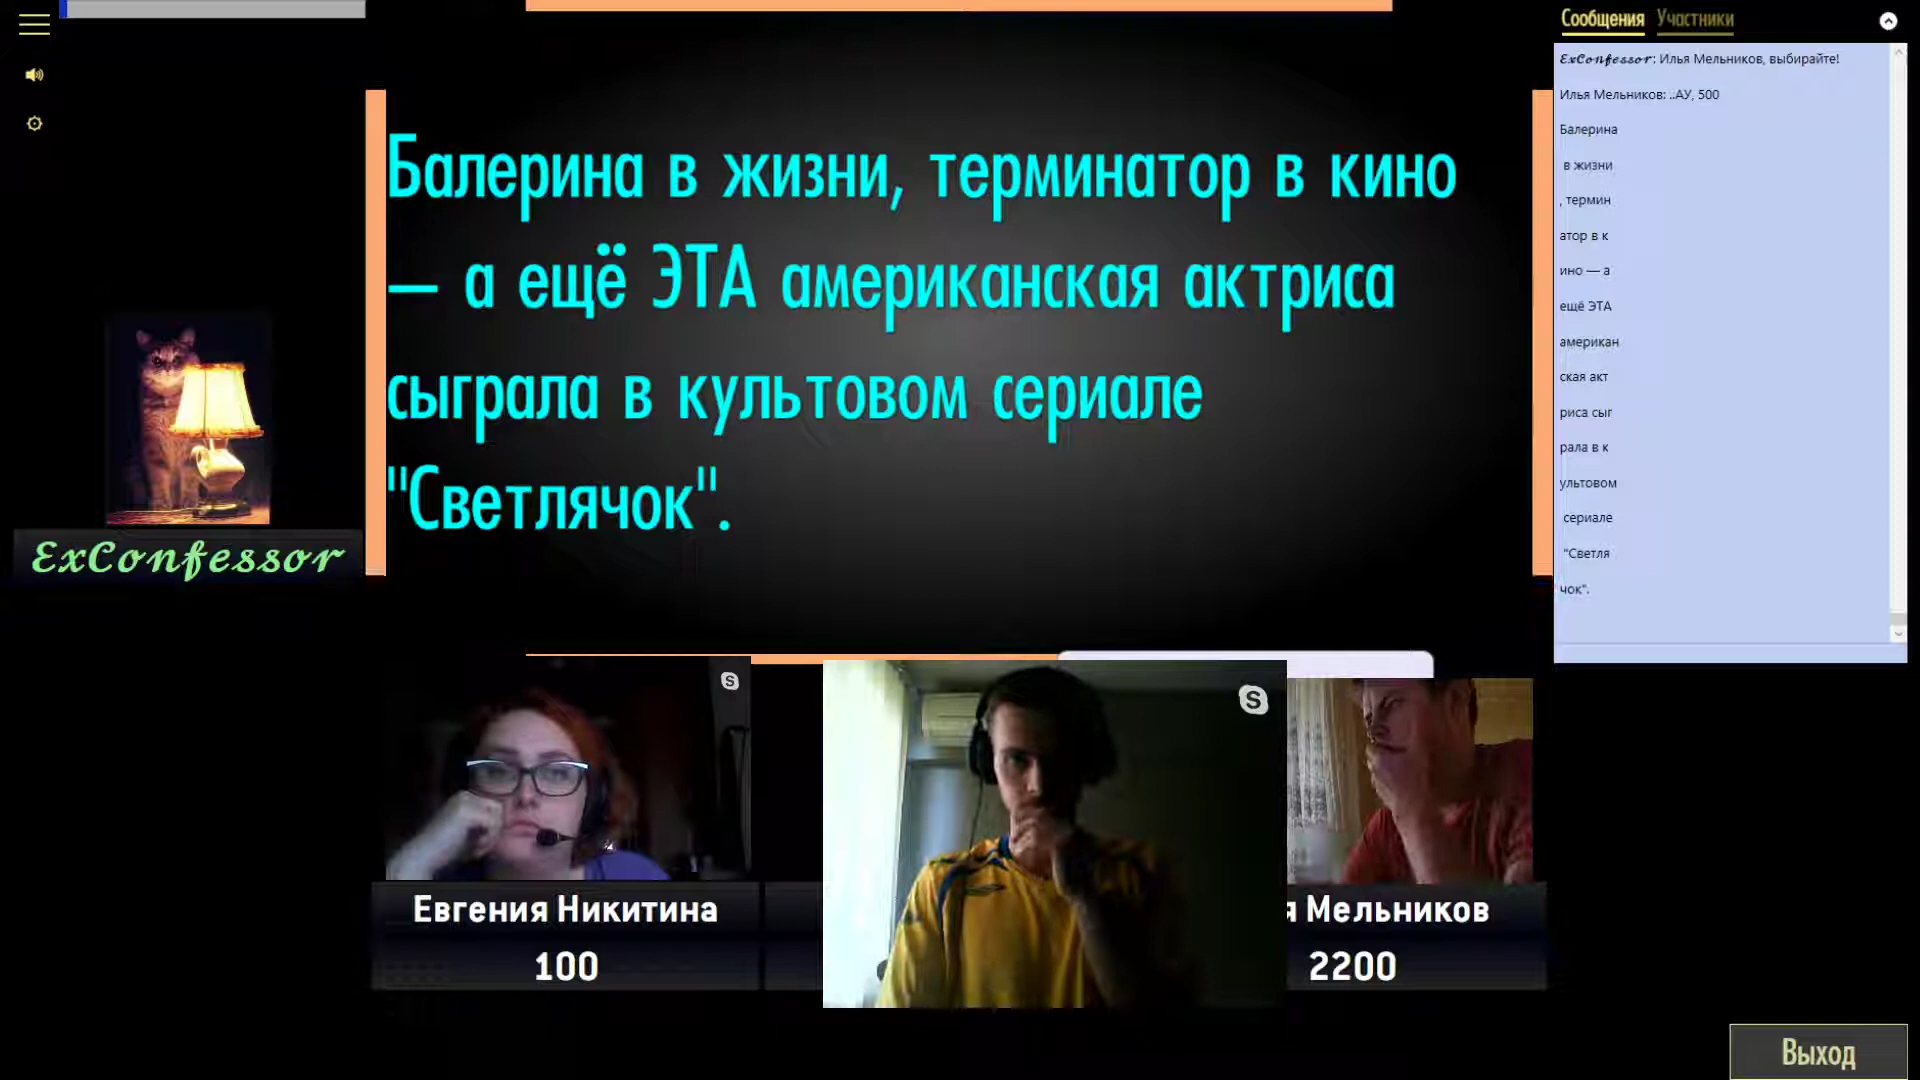 Сообщения Участники
ExConfessor: Илья Мельников, выбирайте!
Илья Мельников: ..АУ, 500
Балерина
в жизни
, термин
атор в к
ино — а
ещё ЭТА
американ
ская акт
риса сыг
рала в к
ультовом
сериале
"Светля
чок".
Балерина в жизни, терминатор в кино
— а ещё ЭТА американская актриса
сыграла в культовом сериале
"Светлячок".
ExConfessor
Евгения Никитина
100
я Мельников
2200
Выход